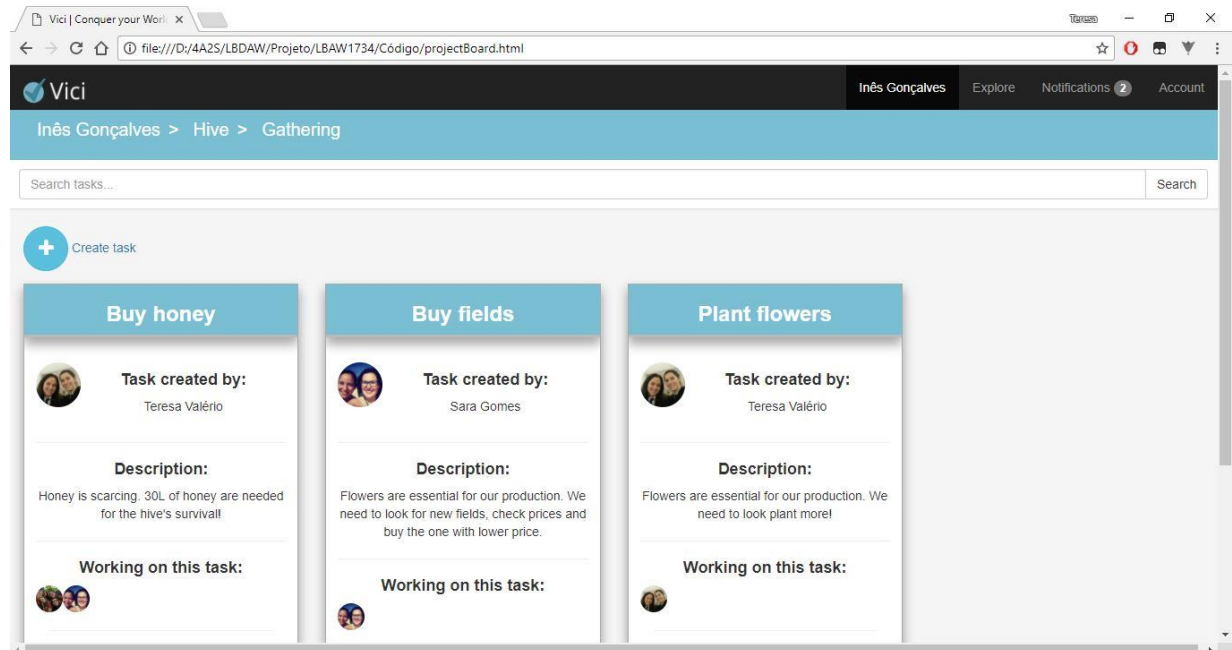 Vici | Conquer your Worl
Teresa
file:///D:/4A2S/LBDAW/Projeto/LBAW1734/Código/projectBoard.html
Vici
Inês Gonçalves
Explore
Notifications 2
Account
Inês Gonçalves > Hive > Gathering
Search tasks...
Search
Create task
Buy honey
Task created by:
Teresa Valério
Description:
Honey is scarcing. 30L of honey are needed
for the hive's survival!
Working on this task:
Buy fields
Task created by:
Sara Gomes
Description:
Flowers are essential for our production. We
need to look for new fields, check prices and
buy the one with lower price.
Working on this task:
Plant flowers
Task created by:
Teresa Valério
Description:
Flowers are essential for our production. We
need to look plant more!
Working on this task: